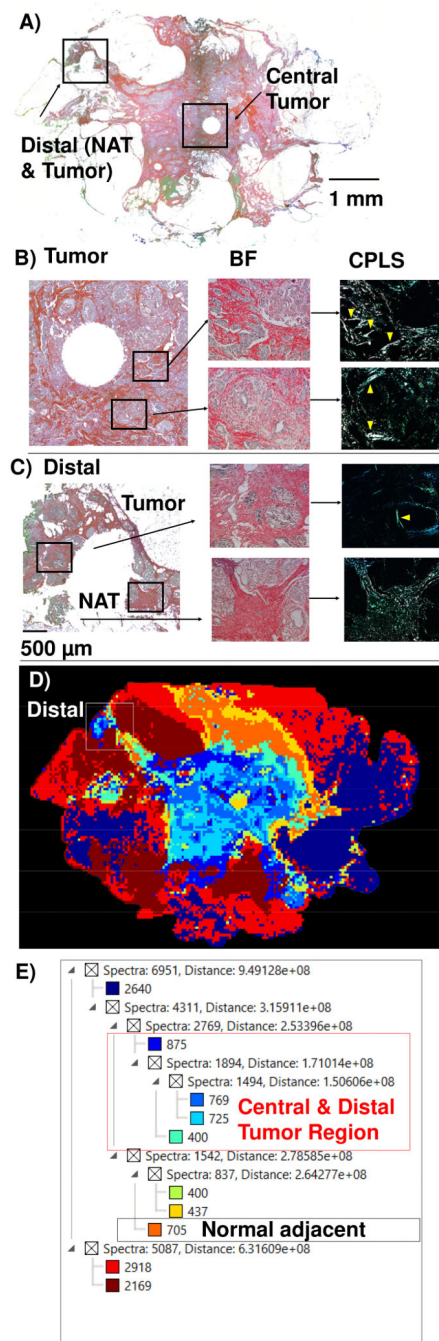 A)
Central
Tumor
Distal (NAT
& Tumor)
1 mm
B) Tumor BF CPLS
C) Distal
Tumor
NAT
500 µm
D)
Distal
E)
Spectra: 6951, Distance: 9.49128e+08
2640
Spectra: 4311, Distance: 3.15911e+08
Spectra: 2769, Distance: 2.53396e+08
875
Spectra: 1894, Distance: 1.71014e+08
Spectra: 1494, Distance: 1.50606e+08
769
725
400
Central & Distal
Tumor Region
Spectra: 1542, Distance: 2.78585e+08
Spectra: 837, Distance: 2.64277e+08
400
437
705 Normal adjacent
Spectra: 5087, Distance: 6.31609e+08
2918
2169